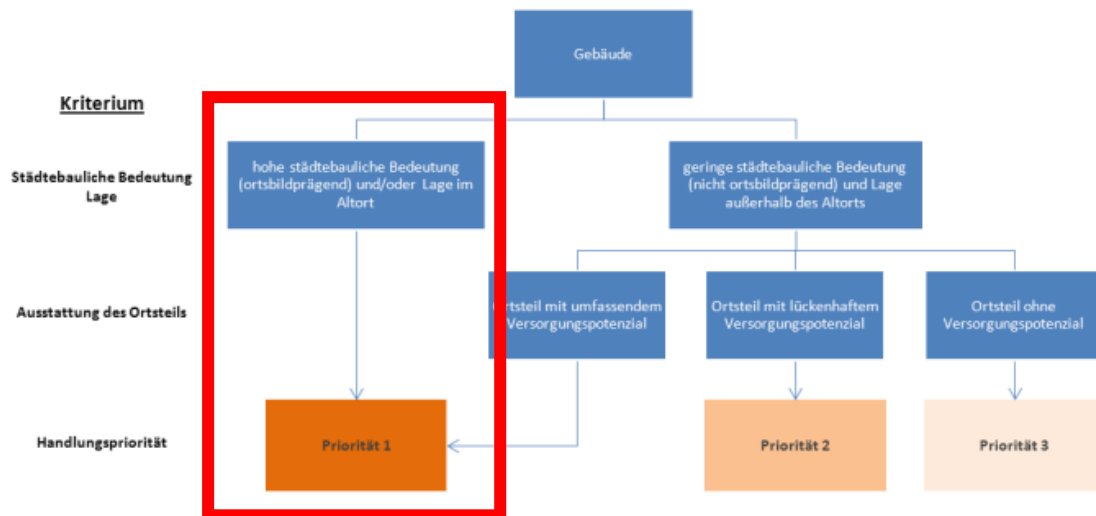 Gebäude
Kriterium
Städtebauliche Bedeutung
Lage
hohe städtebauliche Bedeutung
(ortsbildprägend) und/oder Lage im
Altort
geringe städtebauliche Bedeutung
(nicht ortsbildprägend) und Lage
außerhalb des Altorts
Ausstattung des Ortsteils
Ortsteil mit umfassendem
Versorgungspotenzial
Ortsteil mit lückenhaftem
Versorgungspotenzial
Ortsteil ohne
Versorgungspotenzial
Handlungspriorität
Priorität 1
Priorität 2
Priorität 3